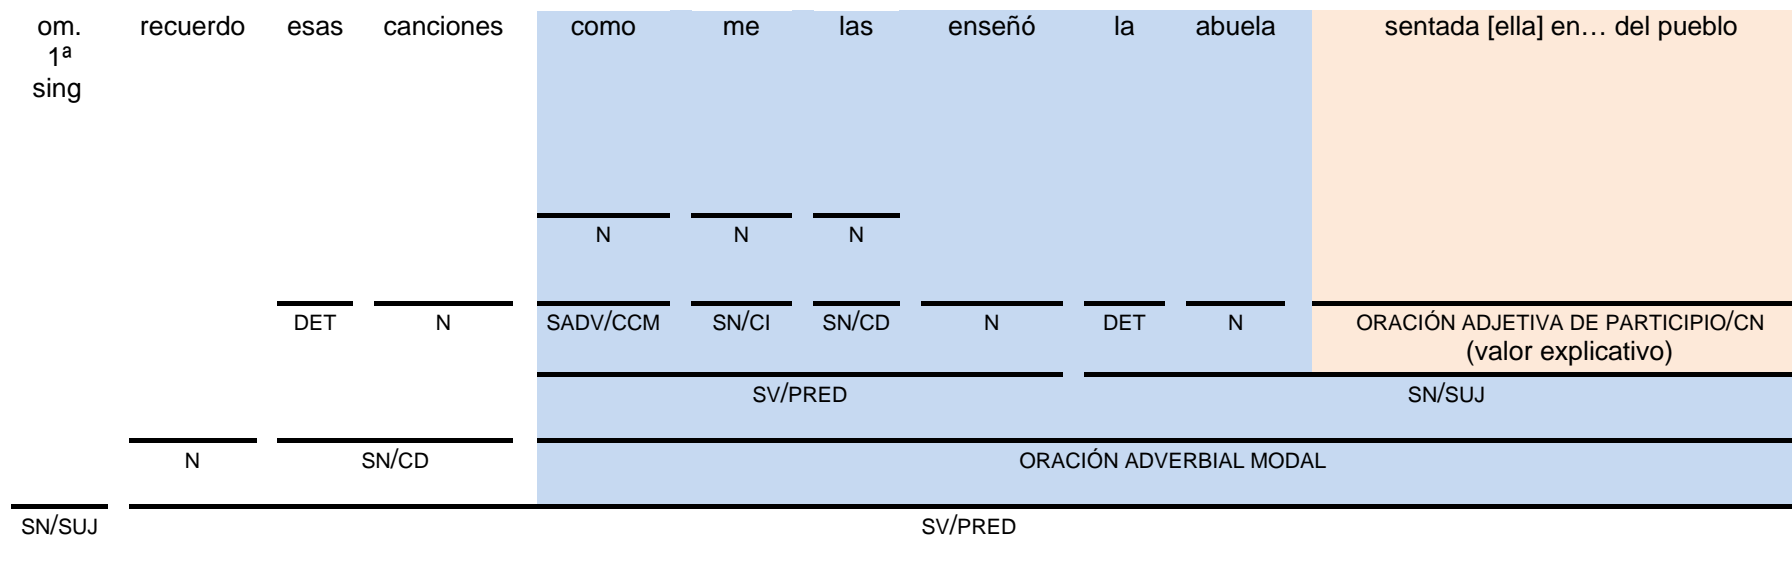 om. recuerdo esas canciones como me las enseñó la abuela sentada [ella] en… del pueblo
1ª
sing
N N N
DET N SADV/CCM SN/CI SN/CD N DET N ORACIÓN ADJETIVA DE PARTICIPIO/CN
(valor explicativo)
SV/PRED SN/SUJ
N SN/CD ORACIÓN ADVERBIAL MODAL
SN/SUJ SV/PRED